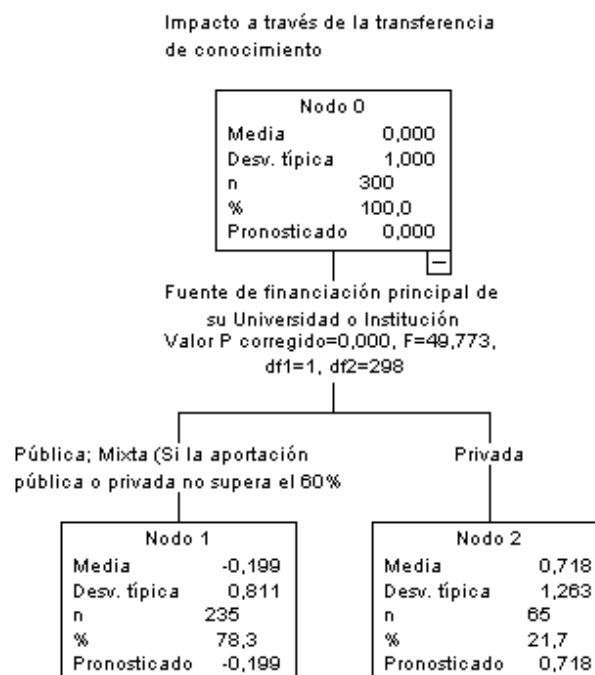 Impacto a través de la transferencia
de conocimiento
Nodo 0
Media 0,000
Desv. típica 1,000
n 300
% 100,0
Pronosticado 0,000
Fuente de financiación principal de
su Universidad o Institución
Valor P corregido=0,000, F=49,773,
df1=1, df2=298
Pública; Mixta (Si la aportación
pública o privada no supera el 60%
Privada
Nodo 1
Media -0,199
Desv. típica 0,811
n 235
% 78,3
Pronosticado -0,199
Nodo 2
Media 0,718
Desv. típica 1,263
n 65
% 21,7
Pronosticado 0,718